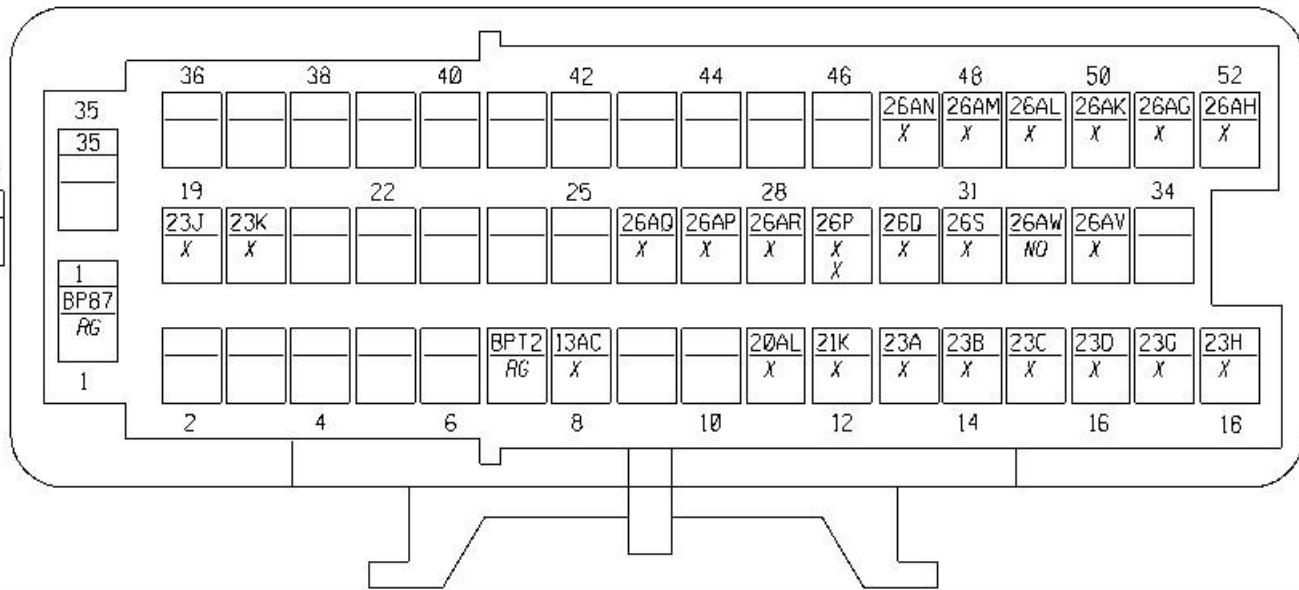 36 38 40 42 44 46 48 50 52
35
35
26AN 26AM 26AL 26AK 26AG 26AH
X X X X X X
19 22 25 28 31 34
23J 23K 26AQ 26AP 26AR 26P 26D 26S 26AW 26AV
X X X X X X X X NO X
X
1
BP87
RG
1
BPT2 13AC 20AL 21K 23A 23B 23C 23D 23G 23H
RG X X X X X X X X X
2 4 6 8 10 12 14 16 16